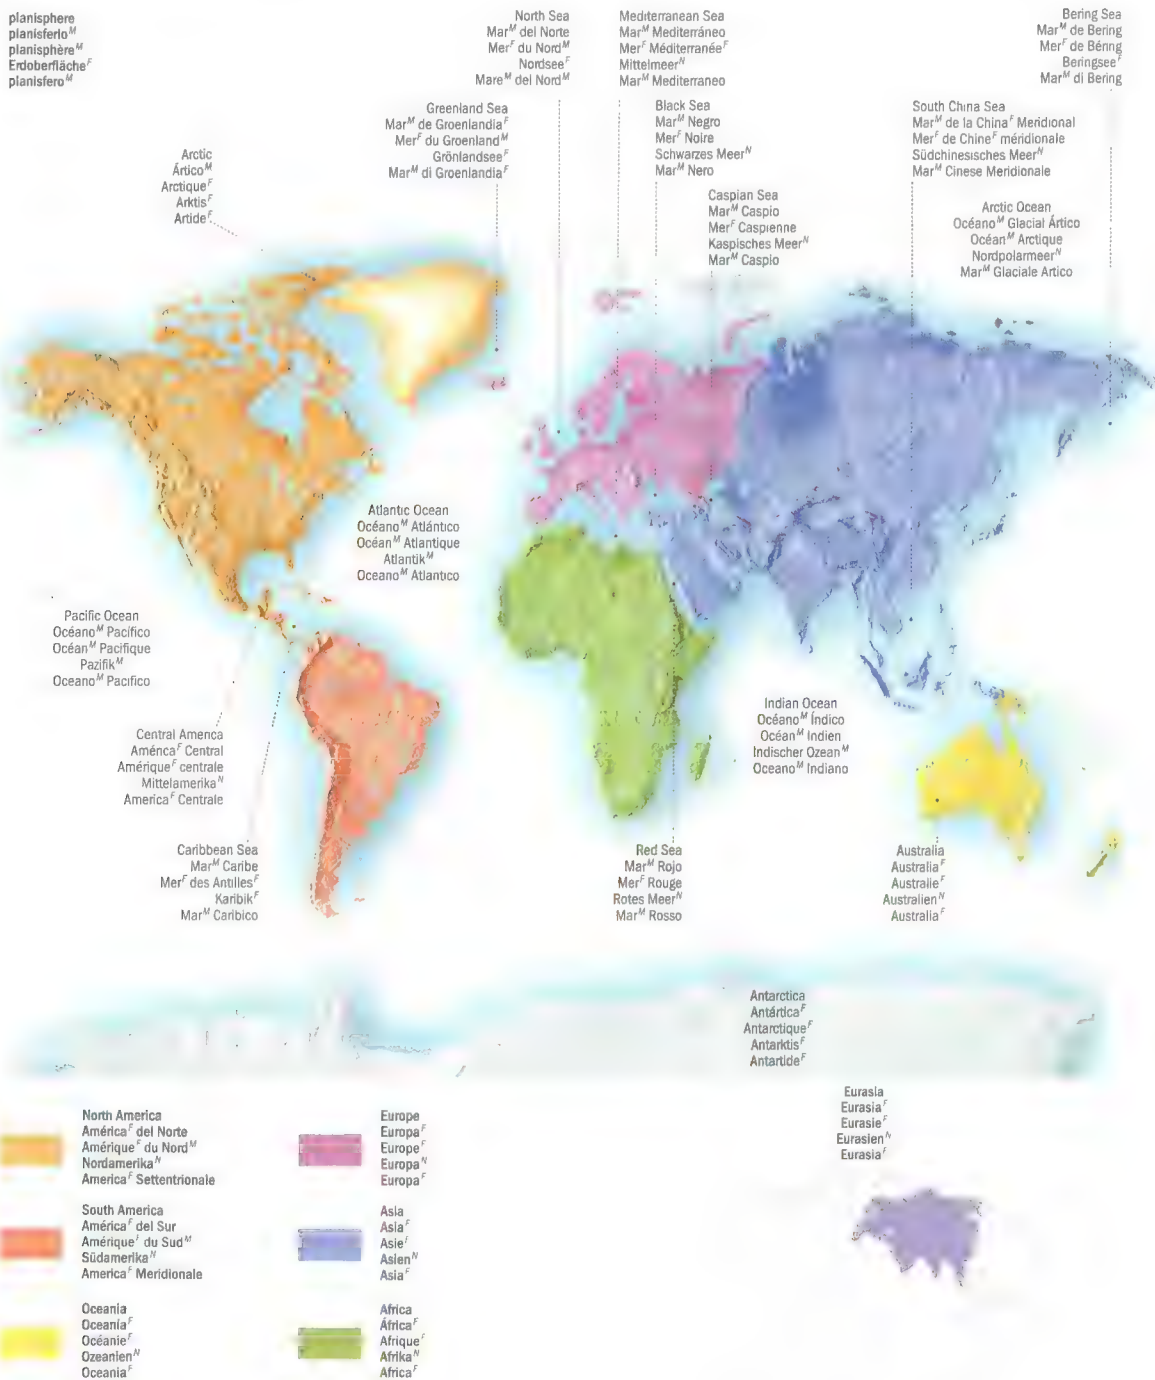 planisphere
planisferio M
planisphère M
Erdoberfläche F
planisfero M
North Sea
Mar M del Norte
Mer F du Nord M
Nordsee F
Mare M del Nord M
Mediterranean Sea
Mar M Mediterráneo
Mer F Méditerranée F
Mittelmeer N
Mar M Mediterraneo
Bering Sea
Mar M de Bering
Mer F de Béring
Beringsee F
Mar M di Bering
Greenland Sea
Mar M de Groenlandia F
Mer F du Groenland M
Grönlandsee F
Mar M di Groenlandia F
Black Sea
Mar M Negro
Mer F Noire
Schwarzes Meer N
Mar M Nero
South China Sea
Mar M de la China F Meridional
Mer F de Chine F méridionale
Südchinesisches Meer N
Mar M Cinese Meridionale
Arctic
Ártico M
Arctique F
Arktis F
Artide F
Caspian Sea
Mar M Caspio
Mer F Caspienne
Kaspisches Meer N
Mar M Caspio
Arctic Ocean
Océano M Glacial Ártico
Océan M Arctique
Nordpolarmeer N
Mar M Glaciale Artico
Atlantic Ocean
Océano M Atlántico
Océan M Atlantique
Atlantik M
Oceano M Atlantico
Pacific Ocean
Océano M Pacífico
Océan M Pacifique
Pazifik M
Oceano M Pacifico
Central America
América F Central
Amérique F centrale
Mittelamerika N
America F Centrale
Indian Ocean
Océano M Índico
Océan M Indien
Indischer Ozean M
Oceano M Indiano
Caribbean Sea
Mar M Caribe
Mer F des Antilles F
Karibik F
Mar M Caribico
Red Sea
Mar M Rojo
Mer F Rouge
Rotes Meer N
Mar M Rosso
Australia
Australia F
Australie F
Australien N
Australia F
Antarctica
Antártica F
Antarctique F
Antarktis F
Antartide F
North America
América F del Norte
Amérique F du Nord M
Nordamerika N
America F Settentrionale
Europe
Europa F
Europe F
Europa N
Europa F
Eurasia
Eurasia F
Eurasie F
Eurasien N
Eurasia F
South America
América F del Sur
Amérique F du Sud M
Südamerika N
America F Meridionale
Asia
Asia F
Asie F
Asien N
Asia F
Oceania
Oceanía F
Océanie F
Ozeanien N
Oceania F
Africa
África F
Afrique F
Afrika N
Africa F